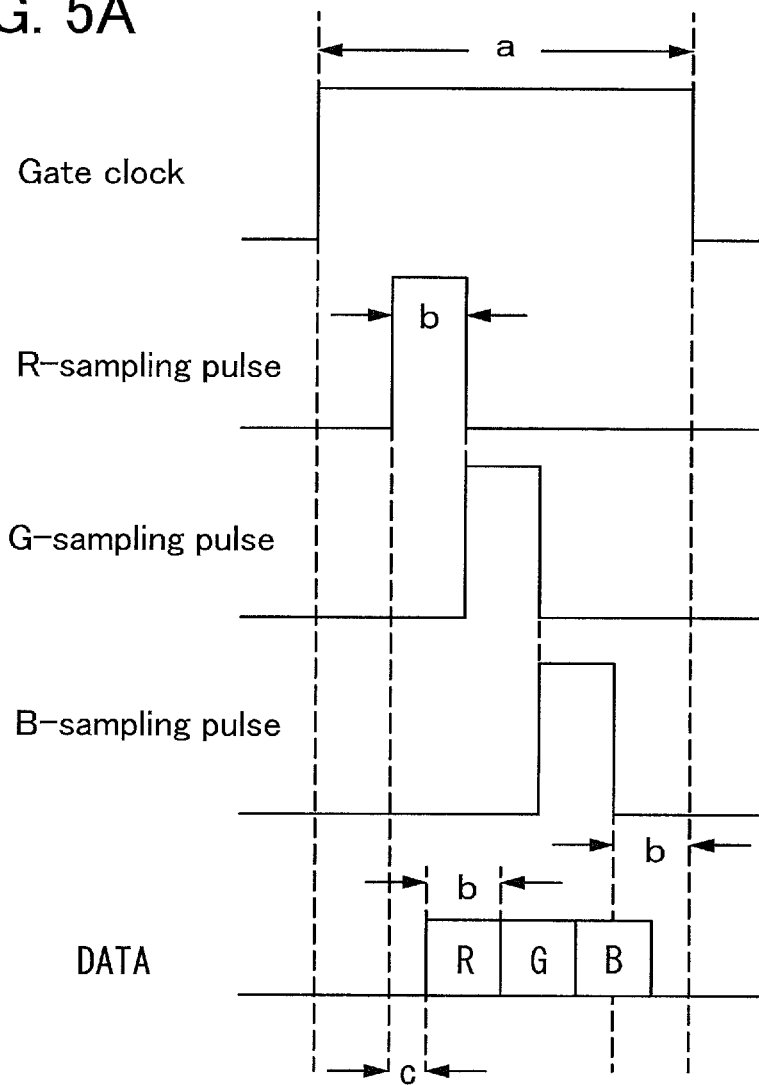 G. 5A
a
Gate clock
b
R-sampling pulse
G-sampling pulse
B-sampling pulse
b
b
DATA
R G B
c